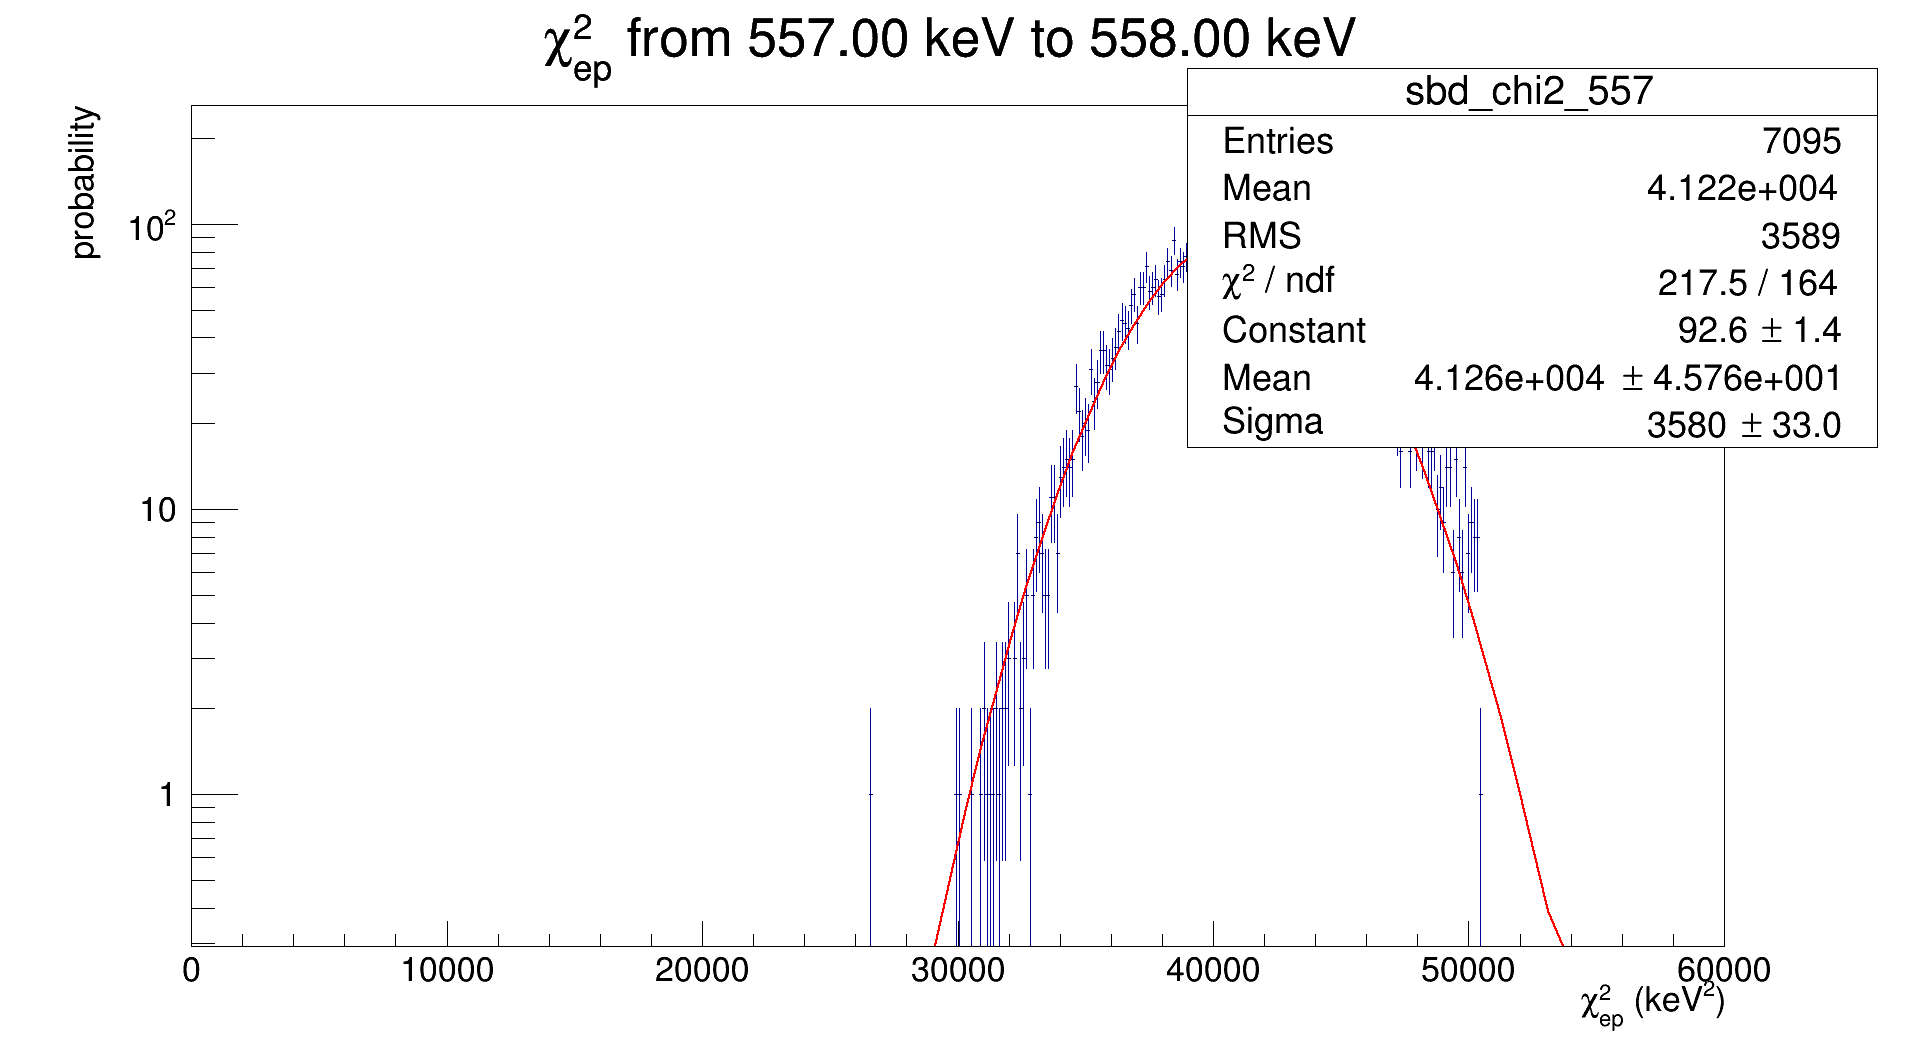 χ²ep from 557.00 keV to 558.00 keV
probability
sbd_chi2_557
Entries 7095
Mean 4.122e+004
RMS 3589
χ² / ndf 217.5 / 164
Constant 92.6 ± 1.4
Mean 4.126e+004 ± 4.576e+001
Sigma 3580 ± 33.0
10²
10
1
0 10000 20000 30000 40000 50000 60000
χ²ep (keV²)